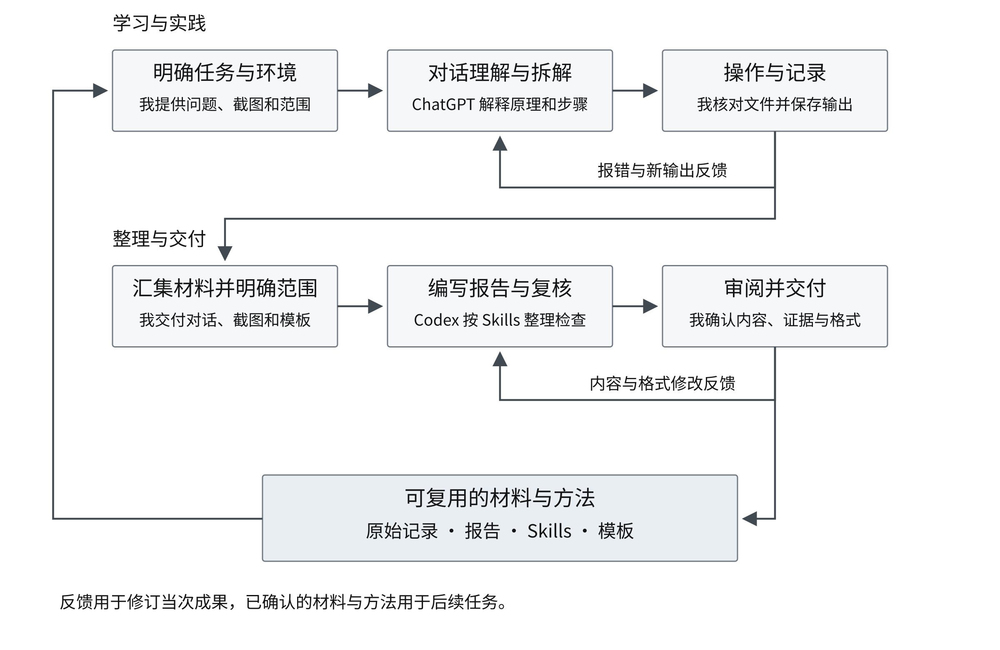 学习与实践
明确任务与环境
我提供问题、截图和范围
对话理解与拆解
ChatGPT 解释原理和步骤
操作与记录
我核对文件并保存输出
报错与新输出反馈
整理与交付
汇集材料并明确范围
我交付对话、截图和模板
编写报告与复核
Codex 按 Skills 整理检查
审阅并交付
我确认内容、证据与格式
内容与格式修改反馈
可复用的材料与方法
原始记录 · 报告 · Skills · 模板
反馈用于修订当次成果，已确认的材料与方法用于后续任务。